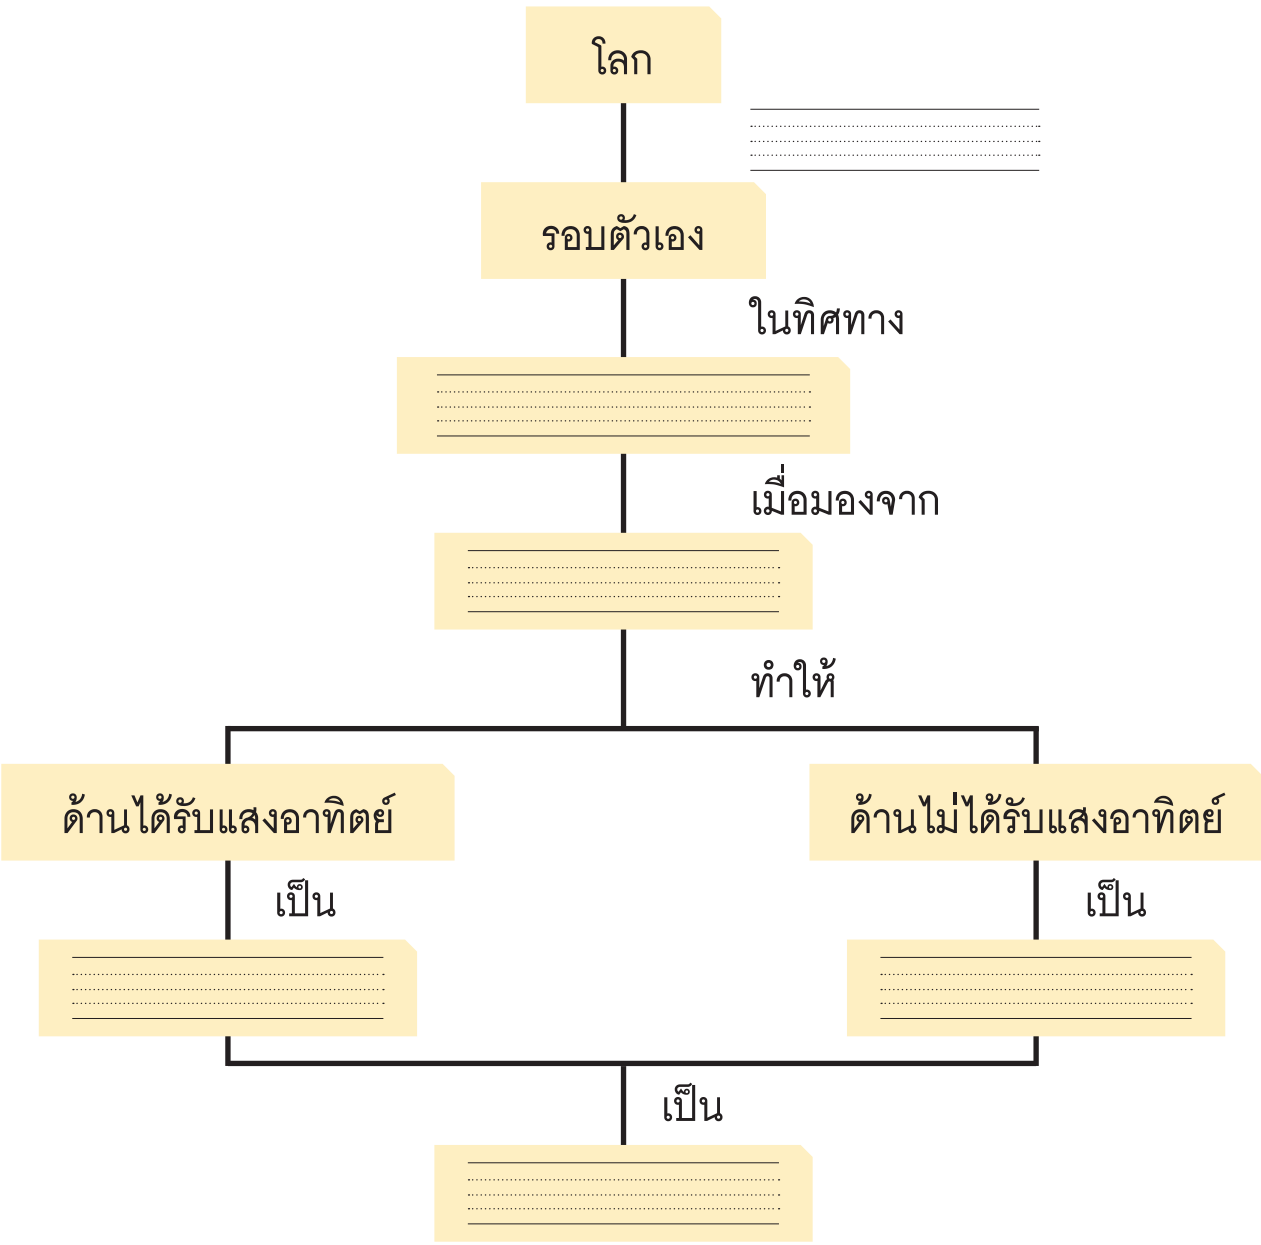 โลก
รอบตัวเอง
ในทิศทาง
เมื่อมองจาก
ทำให้
ด้านได้รับแสงอาทิตย์
ด้านไม่ได้รับแสงอาทิตย์
เป็น
เป็น
เป็น